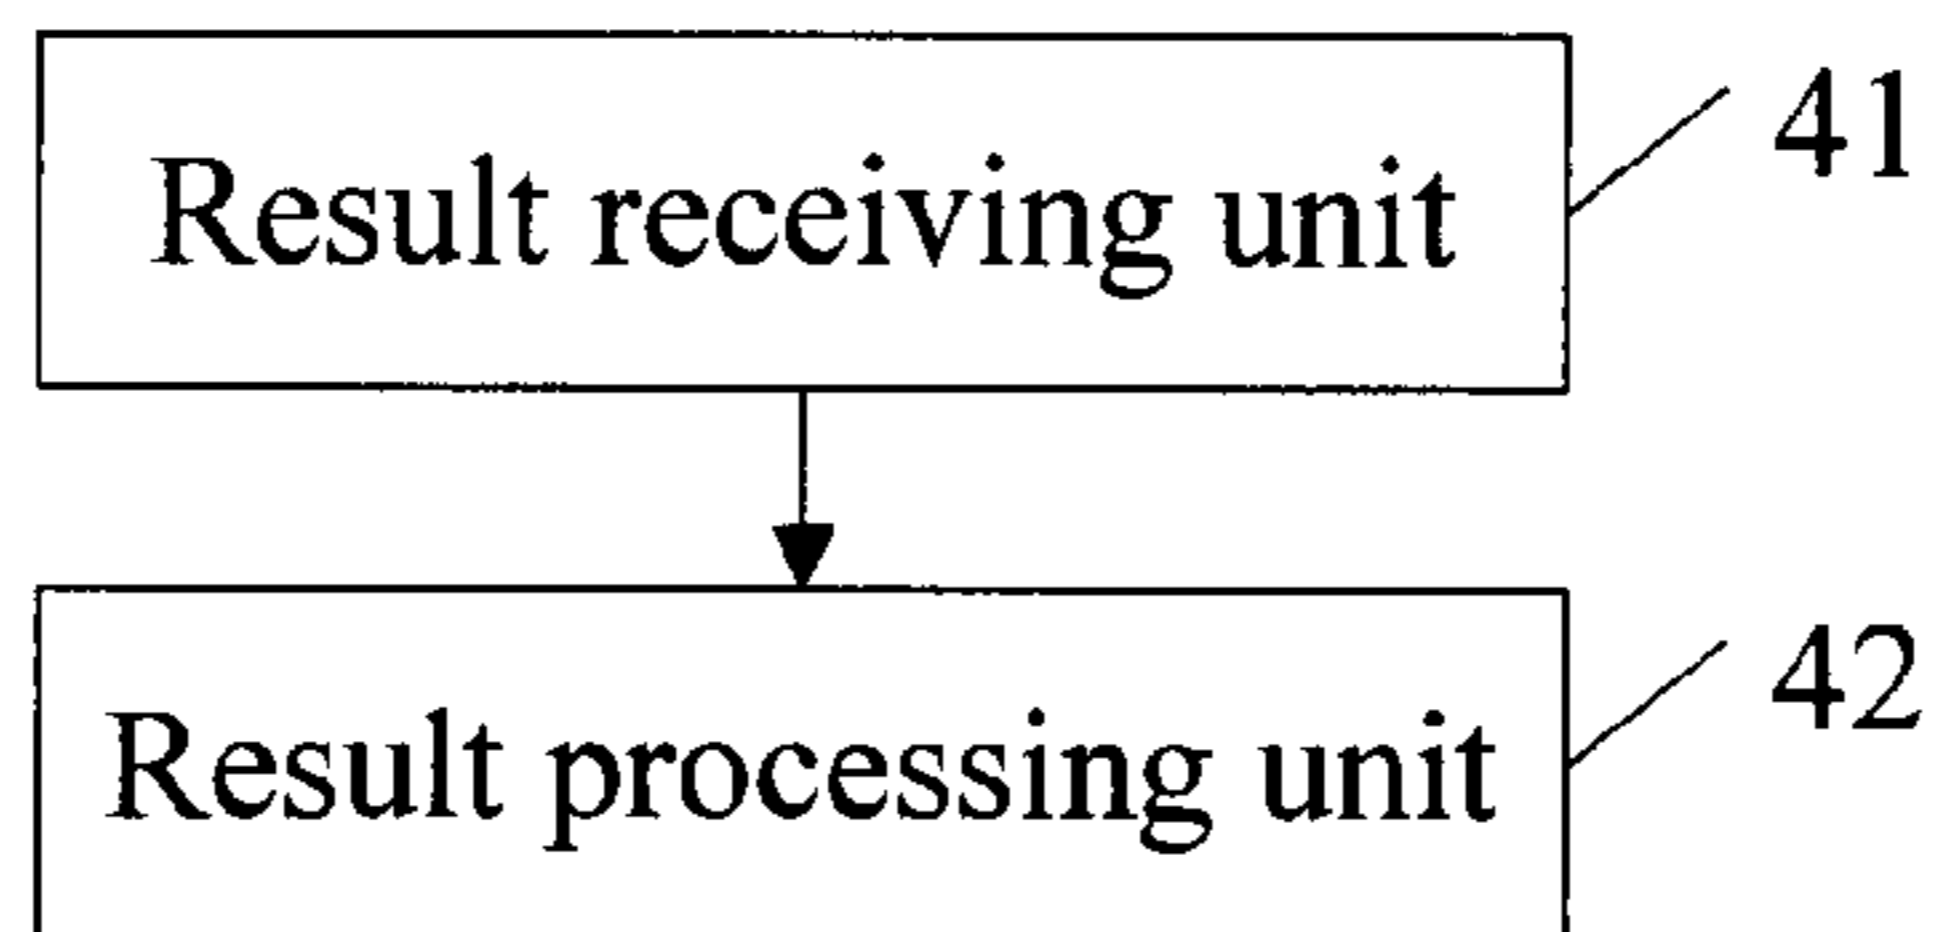 41
Result receiving unit
42
Result processing unit